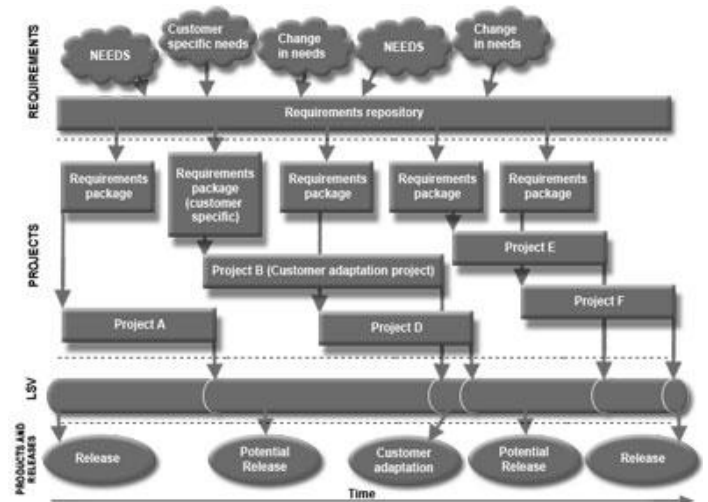 REQUIREMENTS
NEEDS
Customer
specific needs
Change
in needs
NEEDS
Change
in needs
Requirements repository
PROJECTS
Requirements
package
Requirements
package
(customer
specific)
Requirements
package
Requirements
package
Requirements
package
Project E
Project B (Customer adaptation project)
Project F
Project A
Project D
LSV
PRODUCTS AND
RELEASES
Release
Potential
Release
Customer
adaptation
Potential
Release
Release
Time